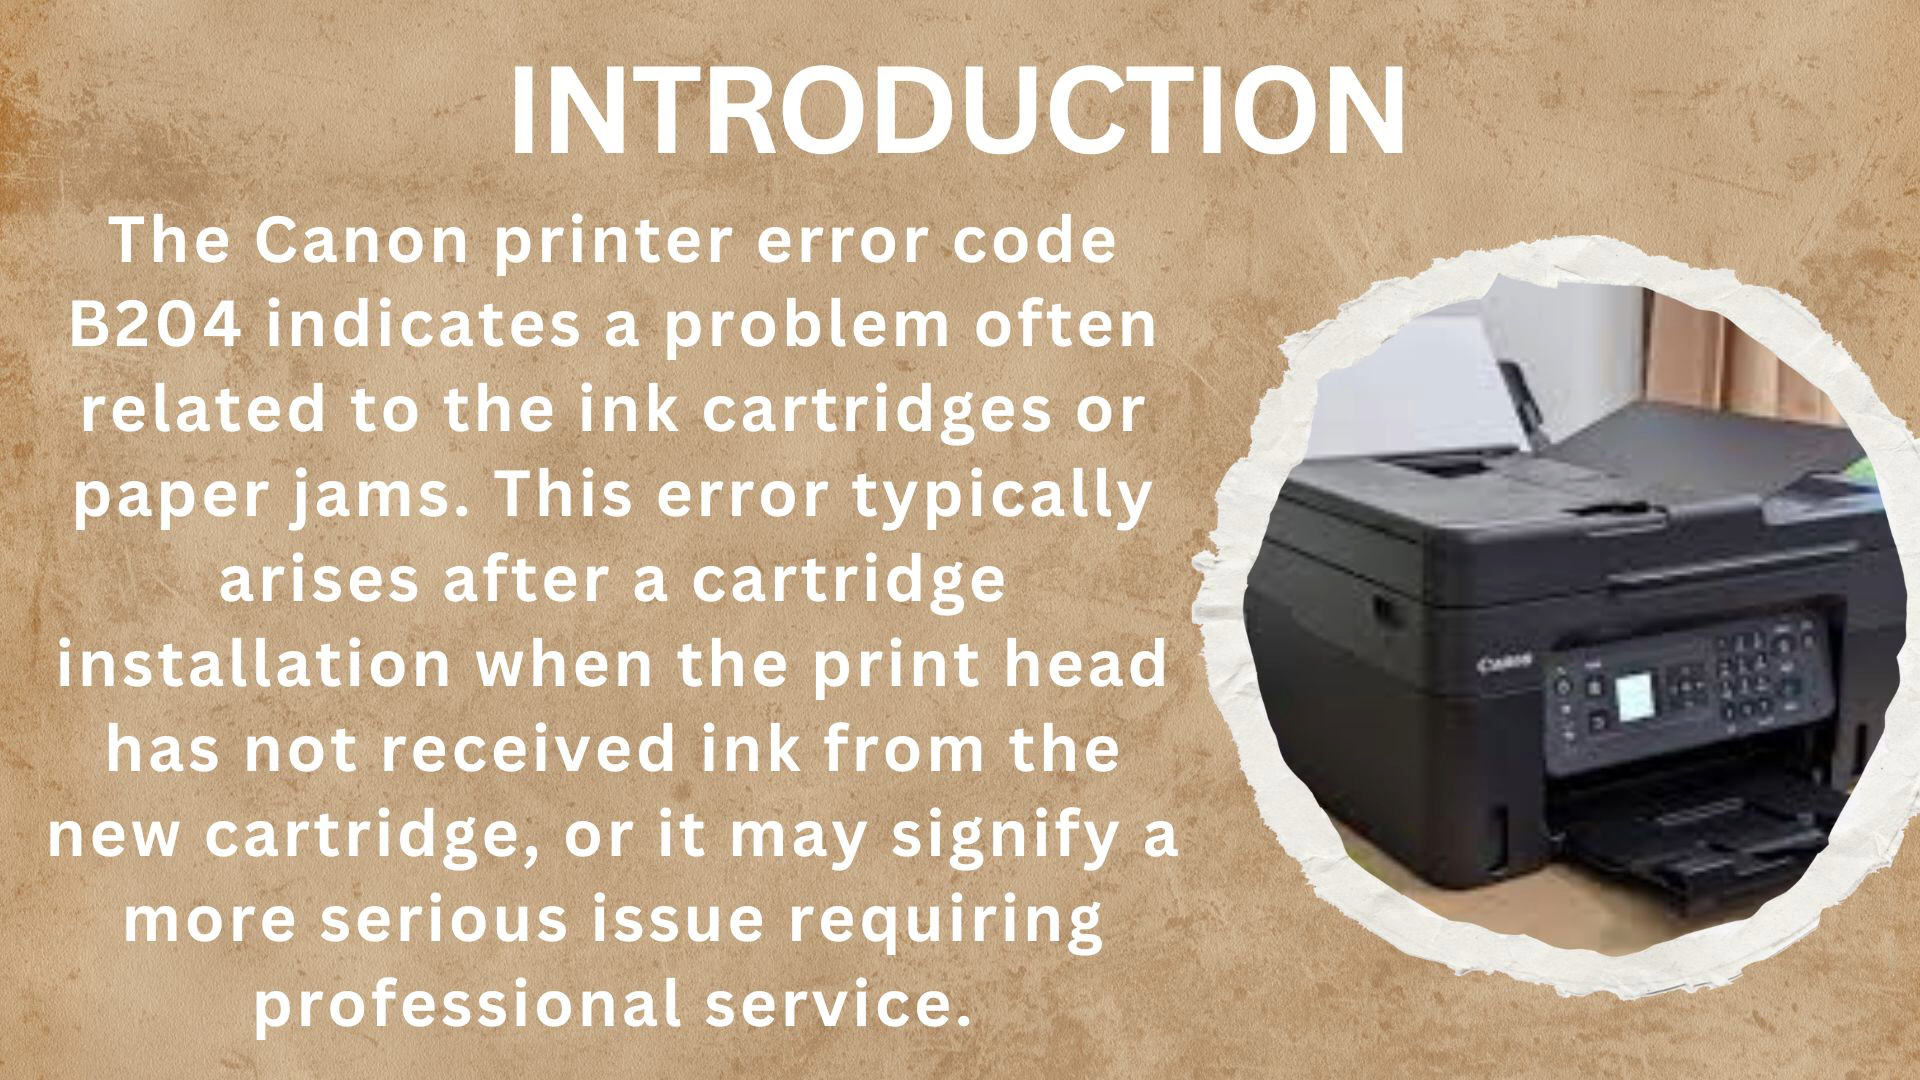 INTRODUCTION
The Canon printer error code
B204 indicates a problem often
related to the ink cartridges or
paper jams. This error typically
arises after a cartridge
installation when the print head
has not received ink from the
new cartridge, or it may signify a
more serious issue requiring
professional service.
Canon